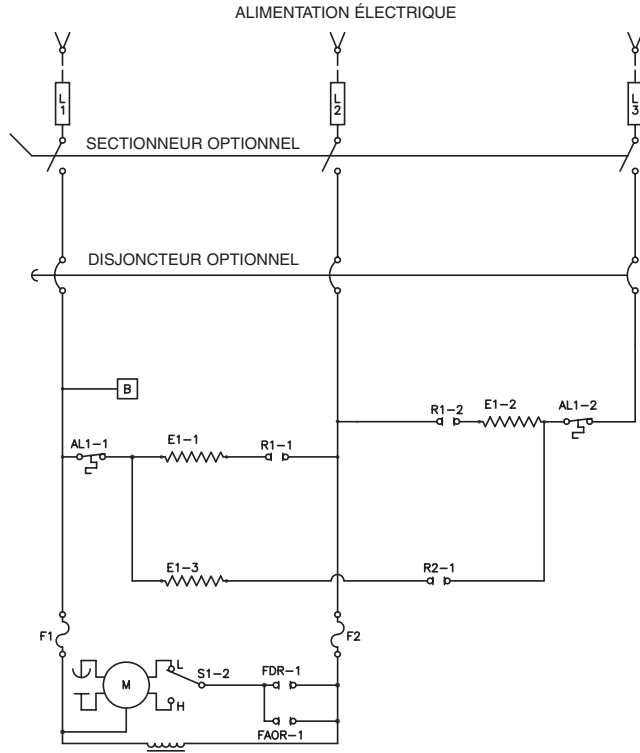 ALIMENTATION ÉLECTRIQUE
L1
L2
L3
SECTIONNEUR OPTIONNEL
DISJONCTEUR OPTIONNEL
B
R1-2
E1-2
AL1-2
AL1-1
E1-1
R1-1
E1-3
R2-1
F1
F2
M
L
S1-2
H
FDR-1
FAOR-1